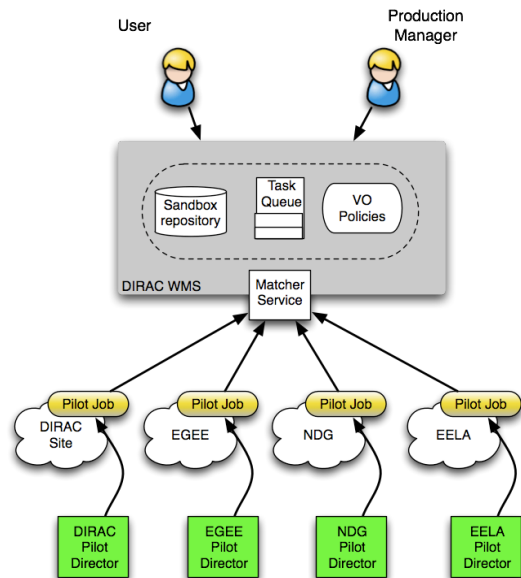 User
Production
Manager
Sandbox
repository
Task
Queue
VO
Policies
DIRAC WMS
Matcher
Service
Pilot Job
Pilot Job
Pilot Job
Pilot Job
DIRAC
Site
EGEE
NDG
EELA
DIRAC
Pilot
Director
EGEE
Pilot
Director
NDG
Pilot
Director
EELA
Pilot
Director